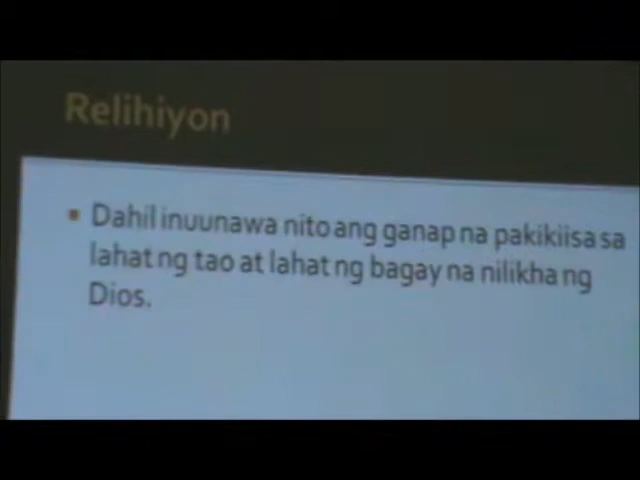 Relihiyon
Dahil inuunawa nito ang ganap na pakikiisa sa
lahat ng tao at lahat ng bagay na nilikha ng
Dios.